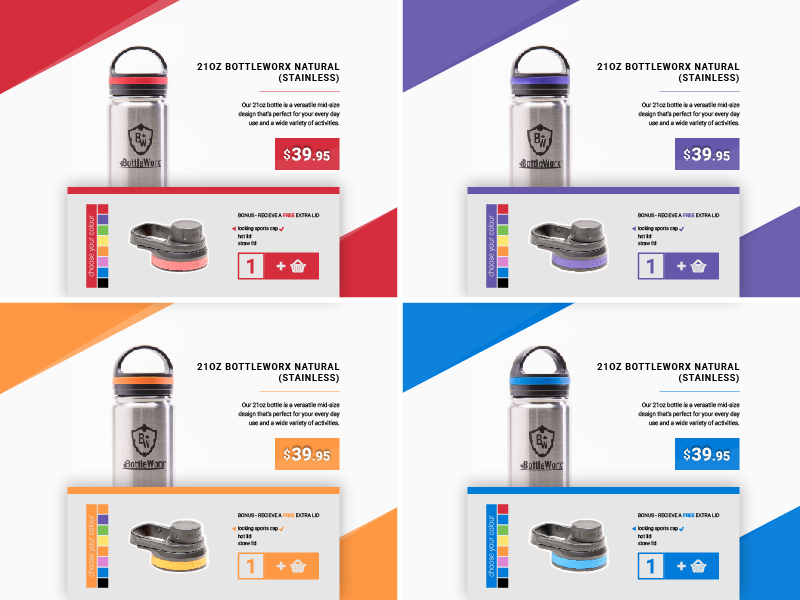 21OZ BOTTLEWORX NATURAL
(STAINLESS)
Our 21oz bottle is a versatile mid-size
design that's perfect for your every day
use and a wide variety of activities.
$39.95
B+W
BottleWorx
choose your colour
BONUS - RECIEVE A FREE EXTRA LID
locking sports cap
hot lid
straw lid
1 +
21OZ BOTTLEWORX NATURAL
(STAINLESS)
Our 21oz bottle is a versatile mid-size
design that's perfect for your every day
use and a wide variety of activities.
$39.95
B+W
BottleWorx
choose your colour
BONUS - RECIEVE A FREE EXTRA LID
locking sports cap
hot lid
straw lid
1 +
21OZ BOTTLEWORX NATURAL
(STAINLESS)
Our 21oz bottle is a versatile mid-size
design that's perfect for your every day
use and a wide variety of activities.
$39.95
B+W
BottleWorx
choose your colour
BONUS - RECIEVE A FREE EXTRA LID
locking sports cap
hot lid
straw lid
1 +
21OZ BOTTLEWORX NATURAL
(STAINLESS)
Our 21oz bottle is a versatile mid-size
design that's perfect for your every day
use and a wide variety of activities.
$39.95
B+W
BottleWorx
choose your colour
BONUS - RECIEVE A FREE EXTRA LID
locking sports cap
hot lid
straw lid
1 +